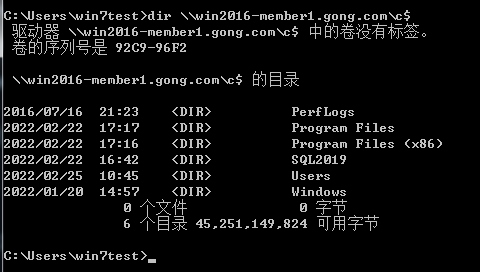 C:\Users\win7test>dir \\win2016-member1.gong.com\c$
驱动器 \\win2016-member1.gong.com\c$ 中的卷没有标签。
卷的序列号是 92C9-96F2
\\win2016-member1.gong.com\c$ 的目录
2016/07/16  21:23    <DIR>          PerfLogs
2022/02/22  17:17    <DIR>          Program Files
2022/02/22  17:16    <DIR>          Program Files (x86)
2022/02/22  16:42    <DIR>          SQL2019
2022/02/25  10:45    <DIR>          Users
2022/01/20  14:57    <DIR>          Windows
0 个文件              0 字节
6 个目录 45,251,149,824 可用字节
C:\Users\win7test>_